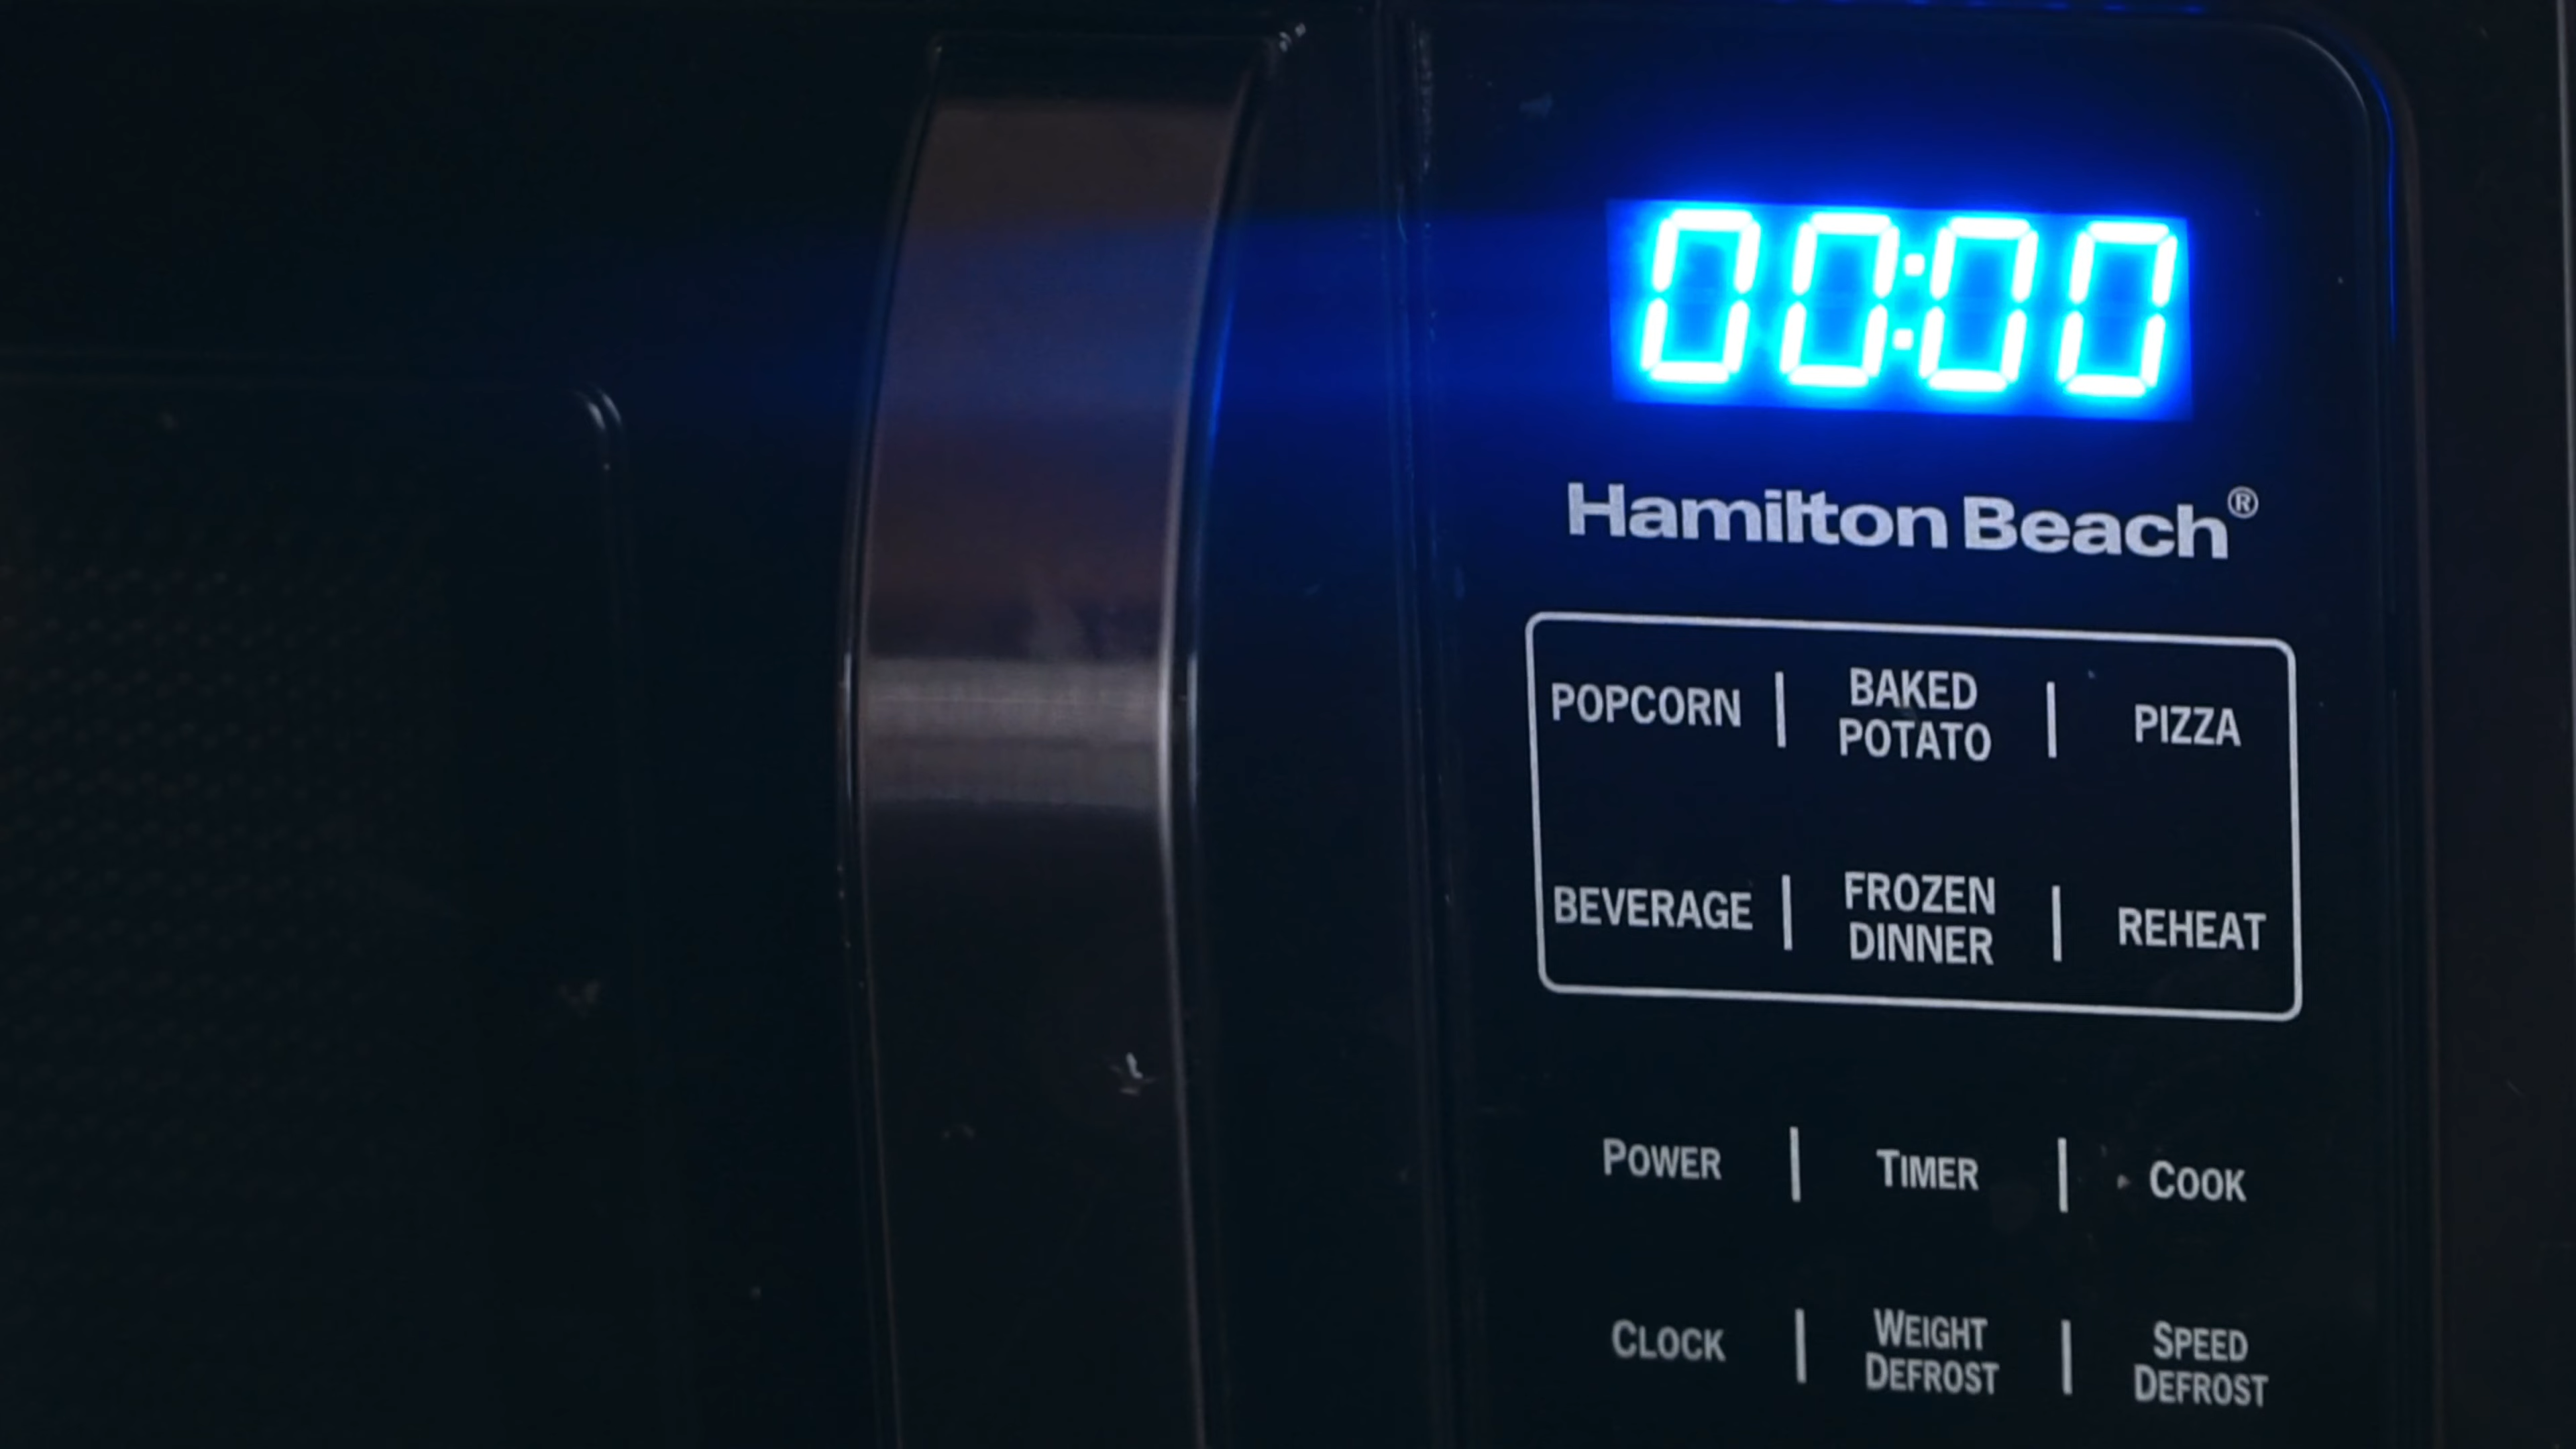 00:00
Hamilton Beach®
POPCORN | BAKED POTATO | PIZZA
BEVERAGE | FROZEN DINNER | REHEAT
POWER | TIMER | COOK
CLOCK | WEIGHT DEFROST | SPEED DEFROST